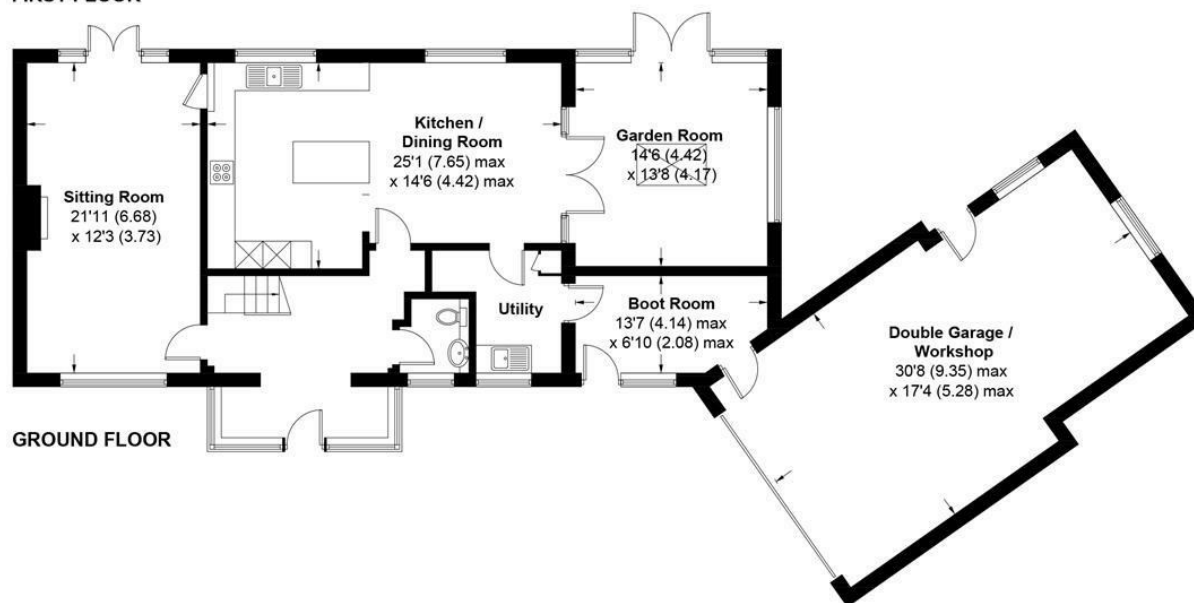 FIRST FLOOR
Sitting Room
21'11 (6.68)
x 12'3 (3.73)
Kitchen /
Dining Room
25'1 (7.65) max
x 14'6 (4.42) max
Garden Room
14'6 (4.42)
x 13'8 (4.17)
Utility
Boot Room
13'7 (4.14) max
x 6'10 (2.08) max
Double Garage /
Workshop
30'8 (9.35) max
x 17'4 (5.28) max
GROUND FLOOR